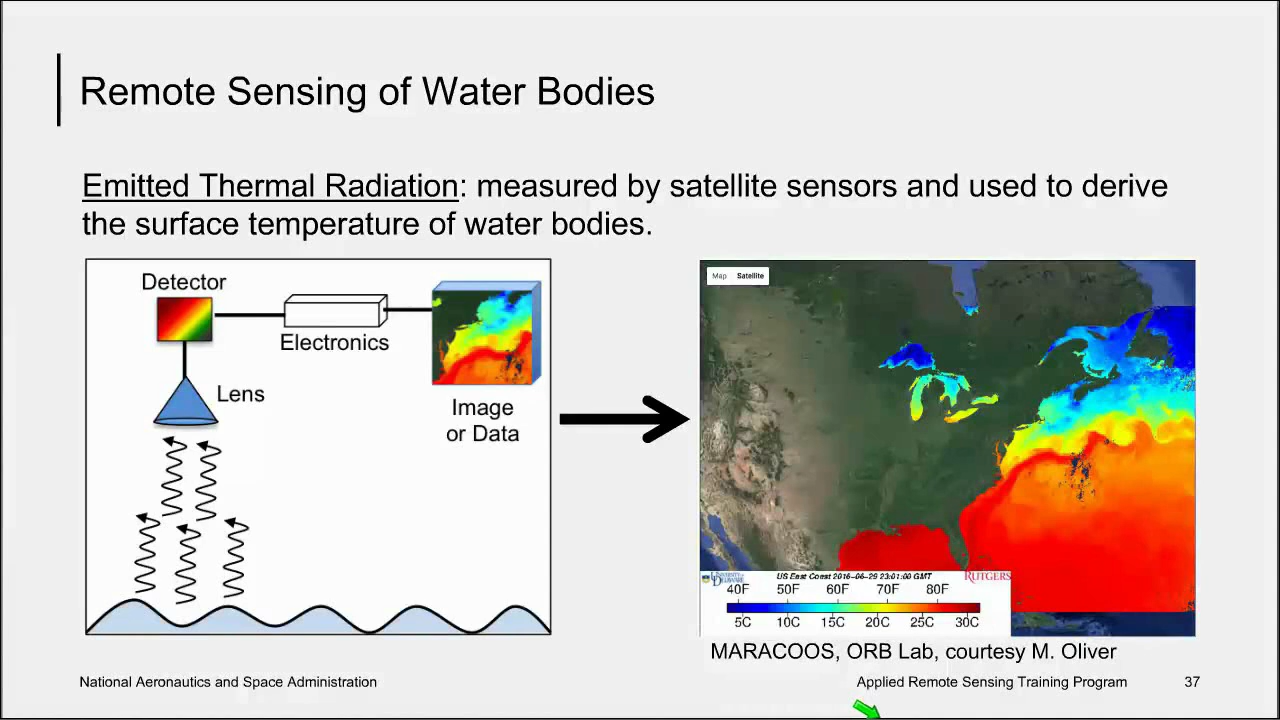 Remote Sensing of Water Bodies
Emitted Thermal Radiation: measured by satellite sensors and used to derive
the surface temperature of water bodies.
Detector
Electronics
Lens
Image
or Data
Map Satellite
UNIVERSITY OF DELAWARE
US East Coast 2016-06-29 23:01:00 GMT
RUTGERS
40F 50F 60F 70F 80F
5C 10C 15C 20C 25C 30C
MARACOOS, ORB Lab, courtesy M. Oliver
National Aeronautics and Space Administration
Applied Remote Sensing Training Program
37